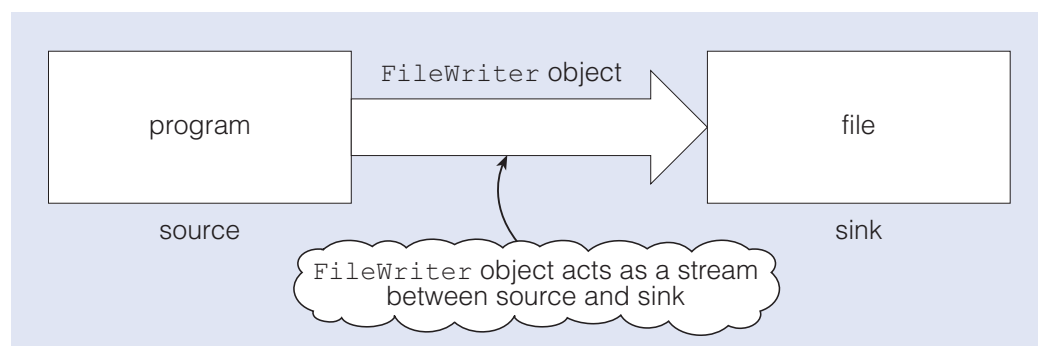 FileWriter object
program
file
source
sink
FileWriter object acts as a stream
between source and sink